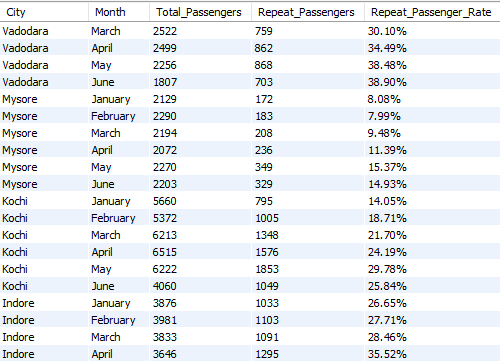 City Month Total_Passengers Repeat_Passengers Repeat_Passenger_Rate
Vadodara March 2522 759 30.10%
Vadodara April 2499 862 34.49%
Vadodara May 2256 868 38.48%
Vadodara June 1807 703 38.90%
Mysore January 2129 172 8.08%
Mysore February 2290 183 7.99%
Mysore March 2194 208 9.48%
Mysore April 2072 236 11.39%
Mysore May 2270 349 15.37%
Mysore June 2203 329 14.93%
Kochi January 5660 795 14.05%
Kochi February 5372 1005 18.71%
Kochi March 6213 1348 21.70%
Kochi April 6515 1576 24.19%
Kochi May 6222 1853 29.78%
Kochi June 4060 1049 25.84%
Indore January 3876 1033 26.65%
Indore February 3981 1103 27.71%
Indore March 3833 1091 28.46%
Indore April 3646 1295 35.52%